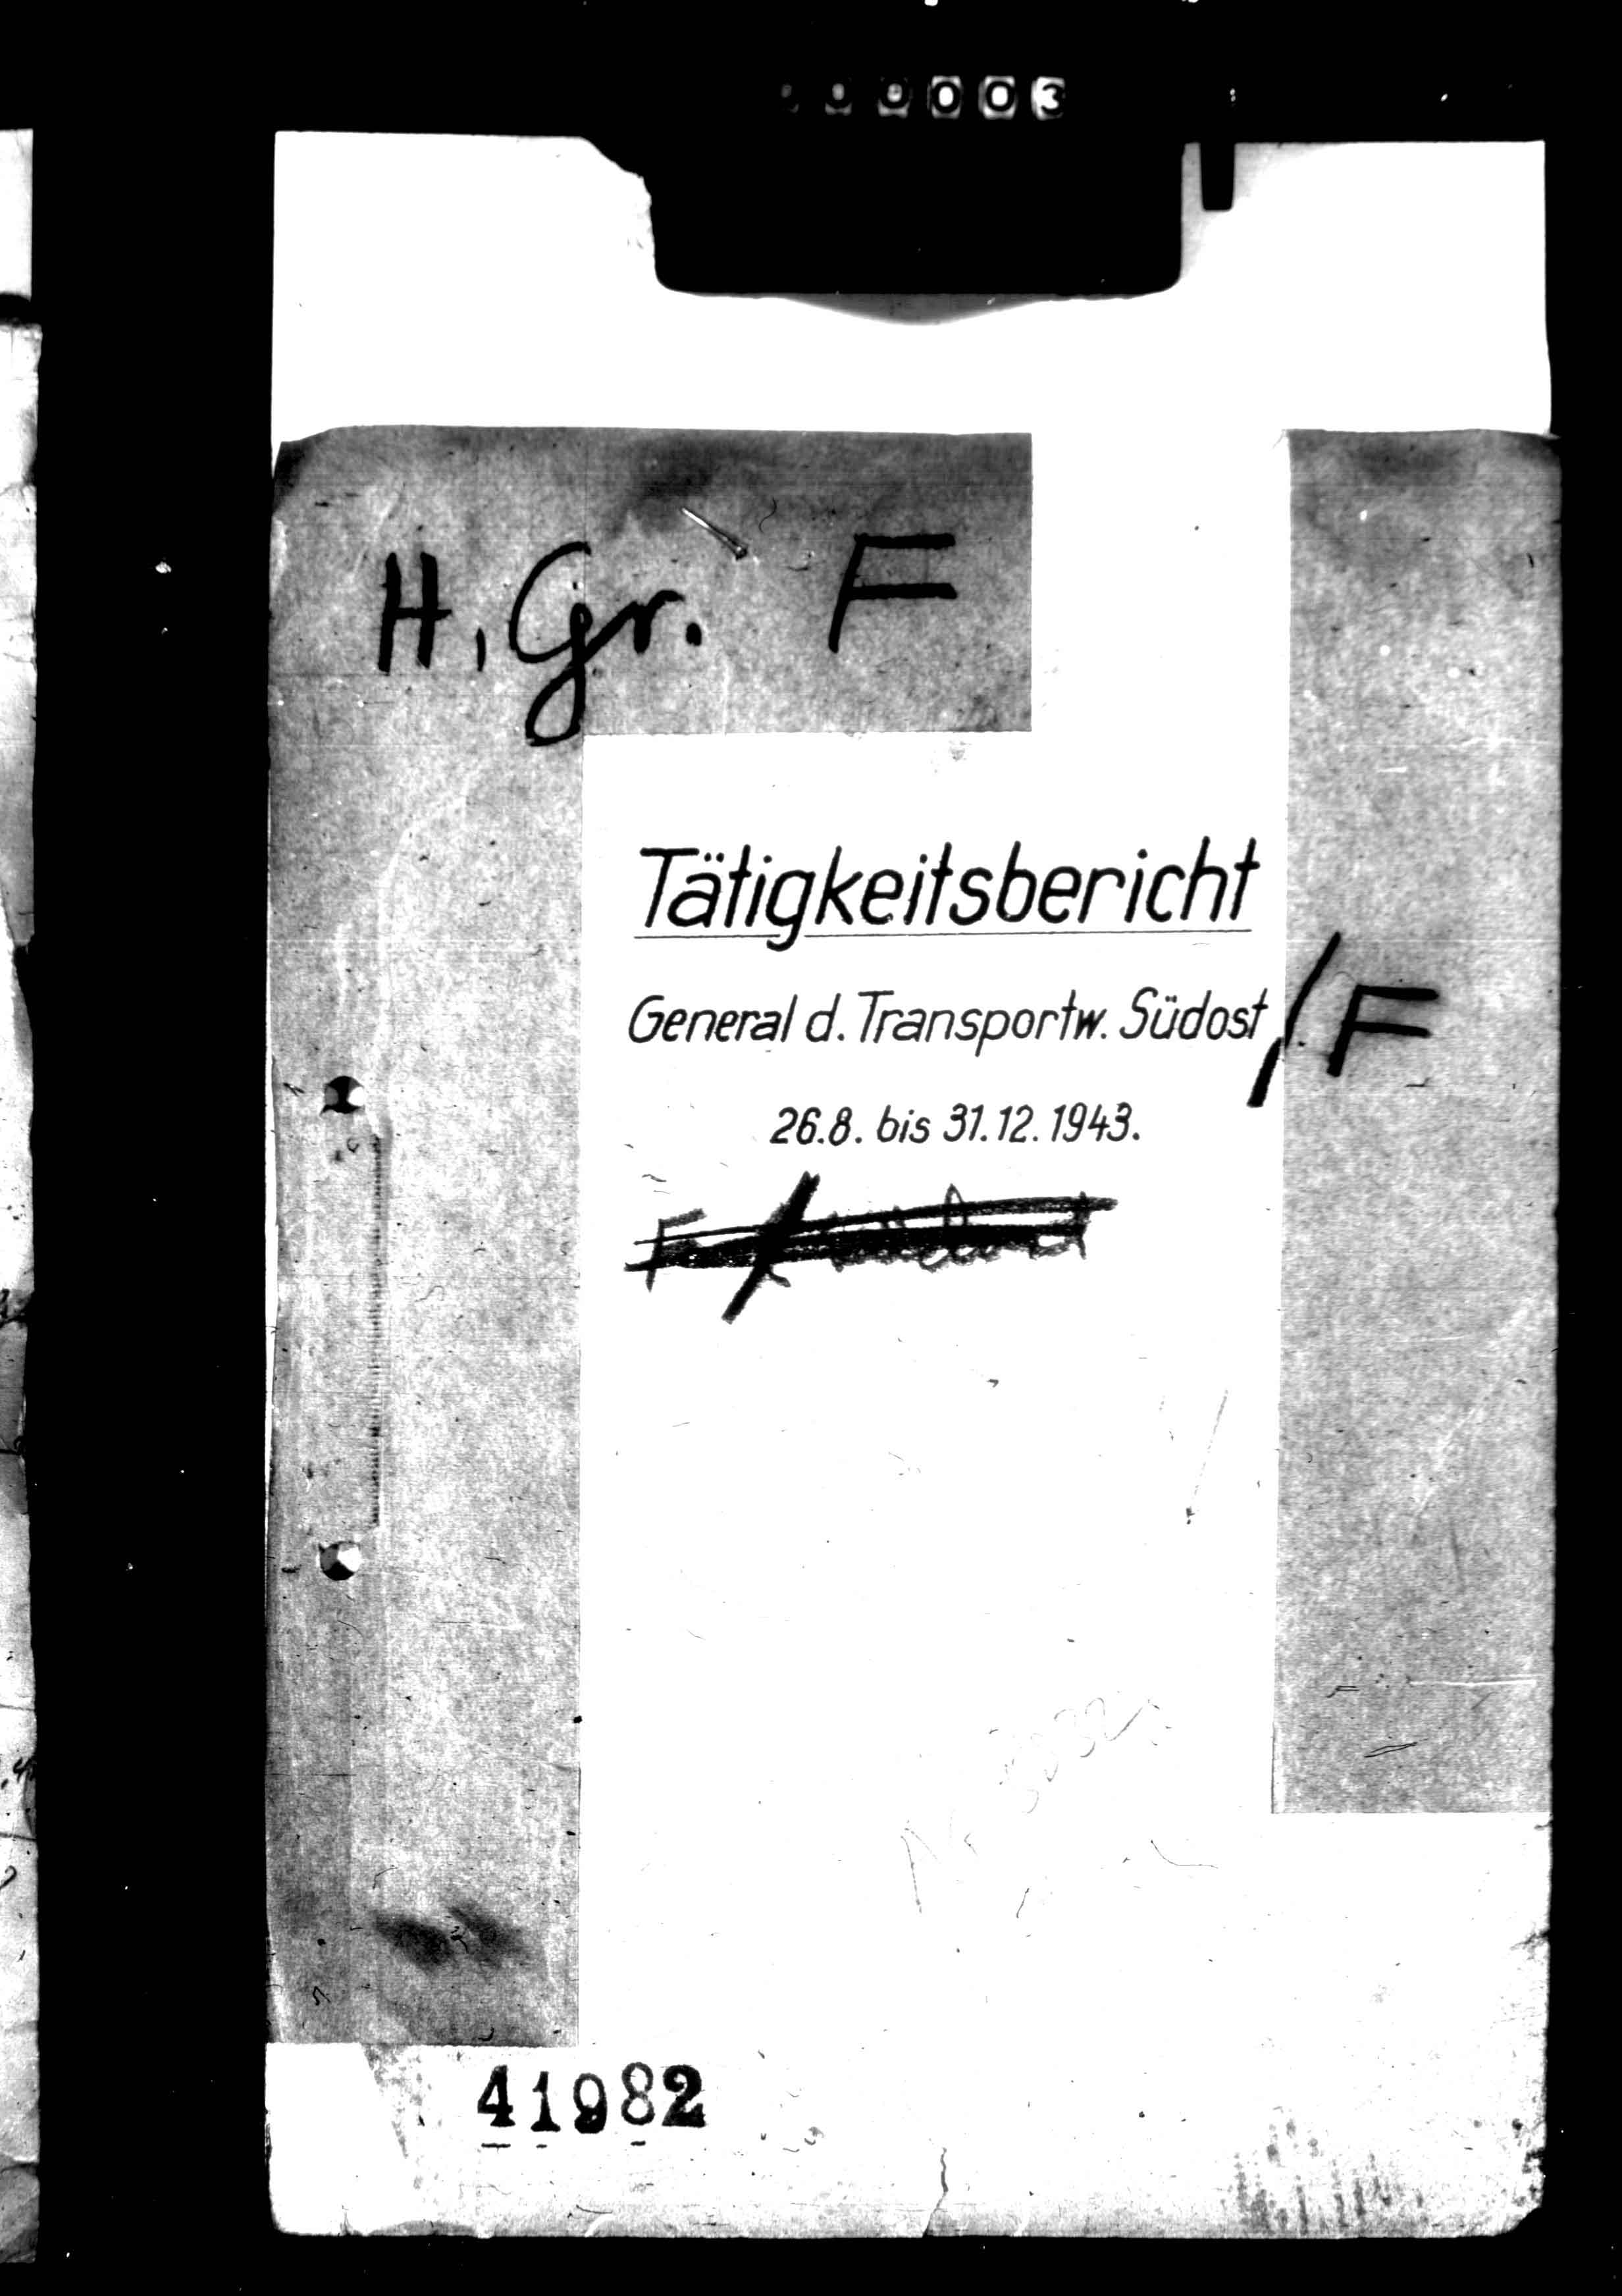 0003
H. Gr. F
Tätigkeitsbericht
General d. Transportw. Südost / F
26.8. bis 31.12.1943.
41982